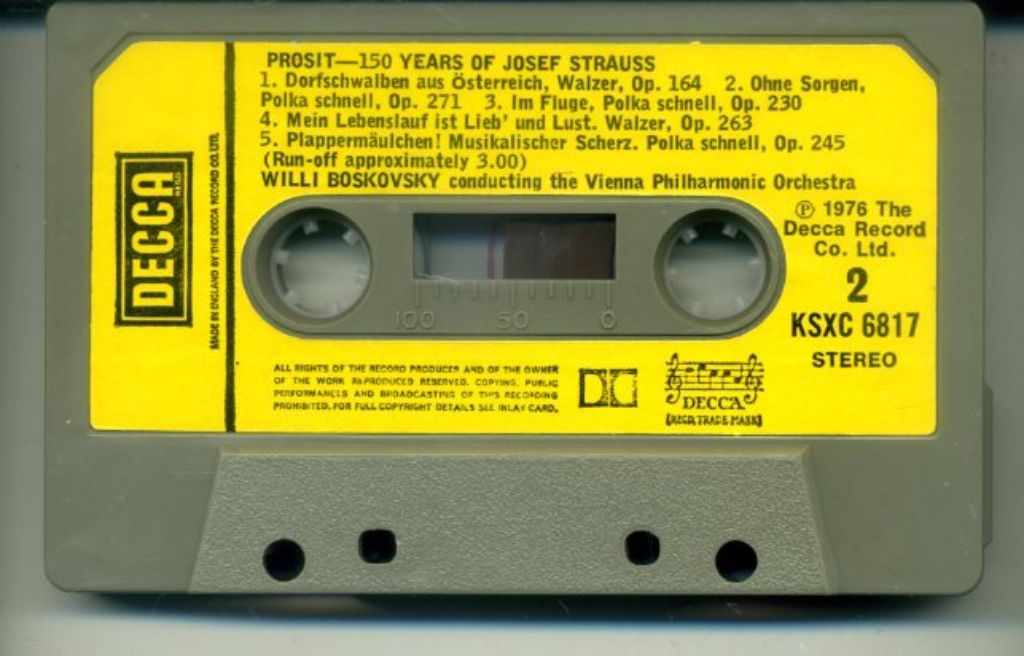 PROSIT—150 YEARS OF JOSEF STRAUSS
1. Dorfschwalben aus Österreich, Walzer, Op. 164 2. Ohne Sorgen,
Polka schnell, Op. 271 3. Im Fluge, Polka schnell, Op. 230
4. Mein Lebenslauf ist Lieb' und Lust. Walzer, Op. 263
5. Plappermäulchen! Musikalischer Scherz. Polka schnell, Op. 245
(Run-off approximately 3.00)
WILLI BOSKOVSKY conducting the Vienna Philharmonic Orchestra
DECCA
MADE IN ENGLAND BY THE DECCA RECORD CO. LTD.
℗ 1976 The
Decca Record
Co. Ltd.
2
KSXC 6817
STEREO
100 50 0
ALL RIGHTS OF THE RECORD PRODUCER AND OF THE OWNER
OF THE WORK REPRODUCED RESERVED. COPYING, PUBLIC
PERFORMANCES AND BROADCASTING OF THIS RECORDING
PROHIBITED. FOR FULL COPYRIGHT DETAILS SEE INLAY CARD.
DECCA
(REGD. TRADE MARK)